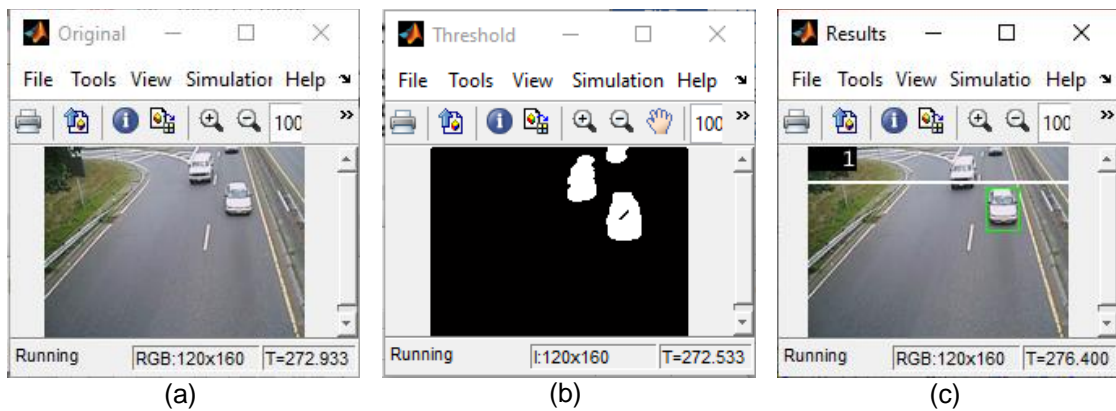 Original
File Tools View Simulation Help
100
Running RGB:120x160 T=272.933
(a)
Threshold
File Tools View Simulation Help
100
Running I:120x160 T=272.533
(b)
Results
File Tools View Simulatio Help
100
1
Running RGB:120x160 T=276.400
(c)